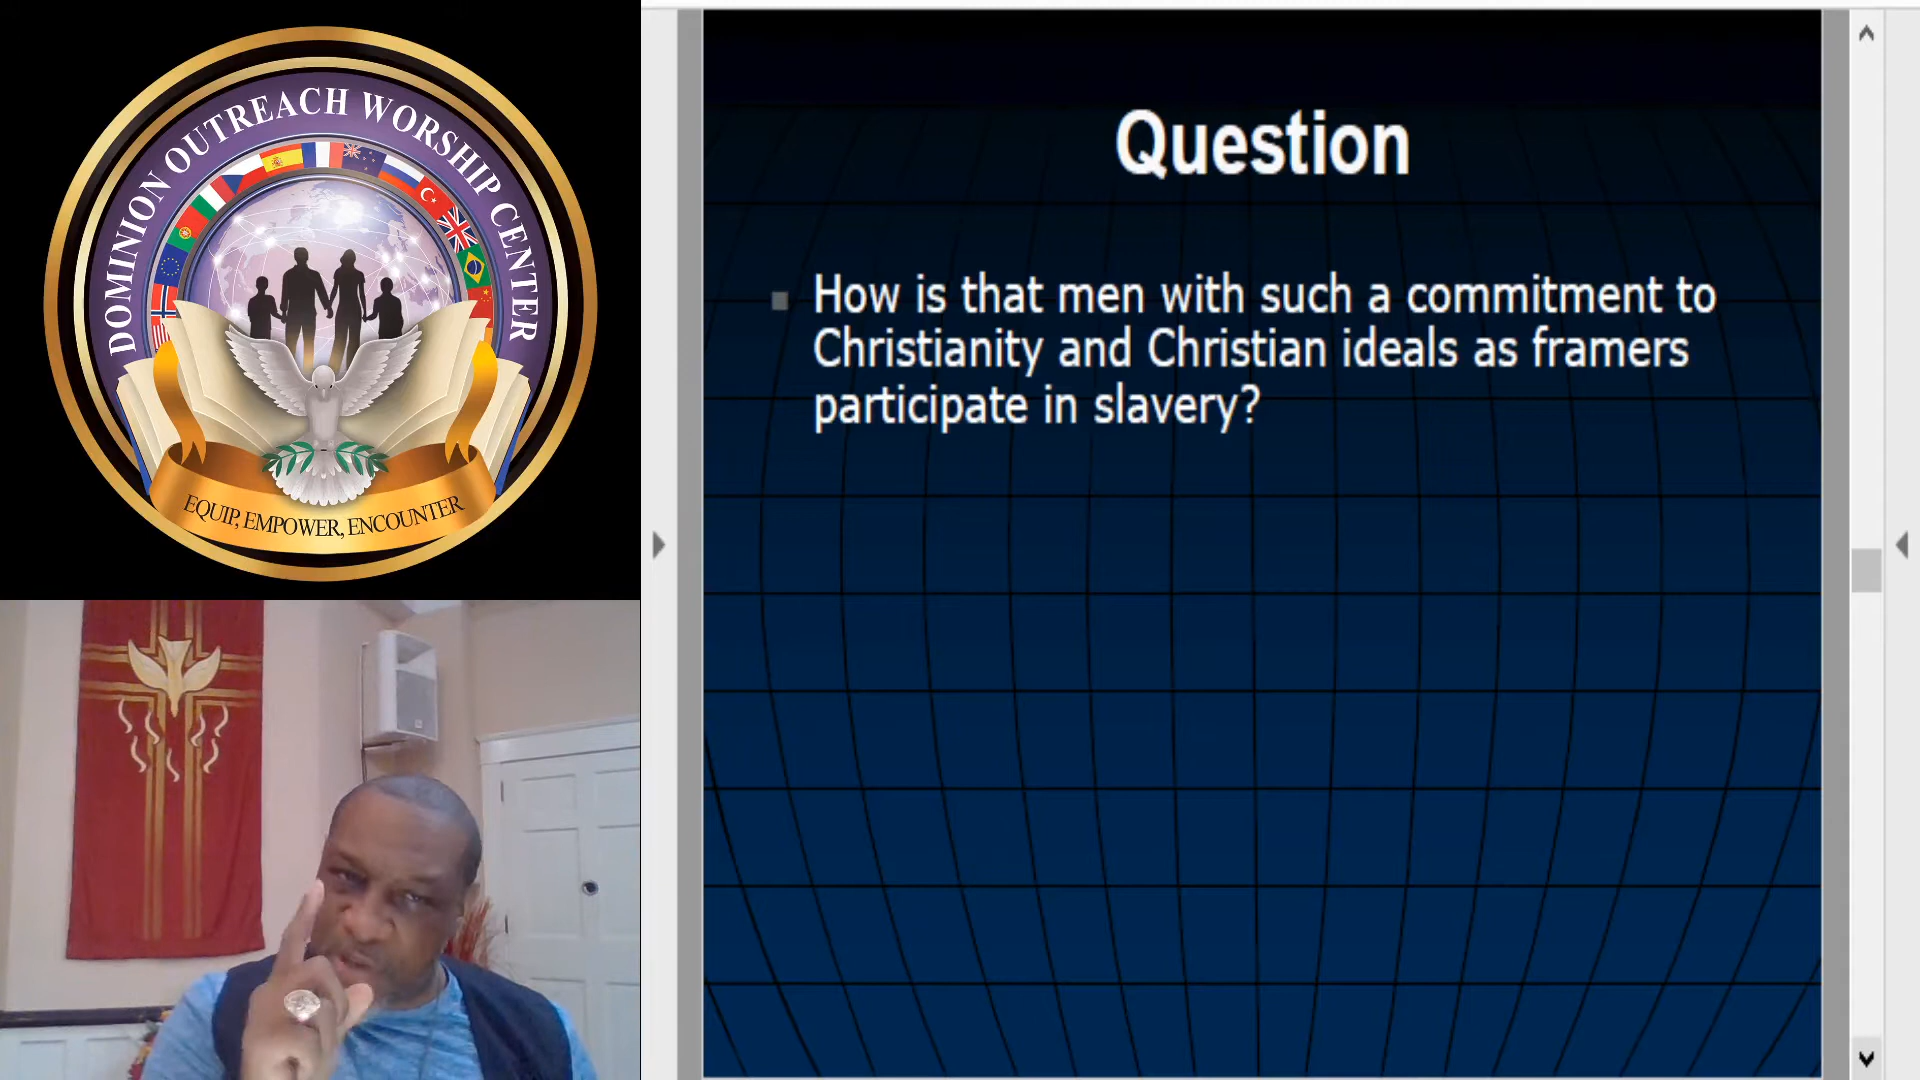 DOMINION OUTREACH WORSHIP CENTER
EQUIP, EMPOWER, ENCOUNTER
Question
How is that men with such a commitment to
Christianity and Christian ideals as framers
participate in slavery?